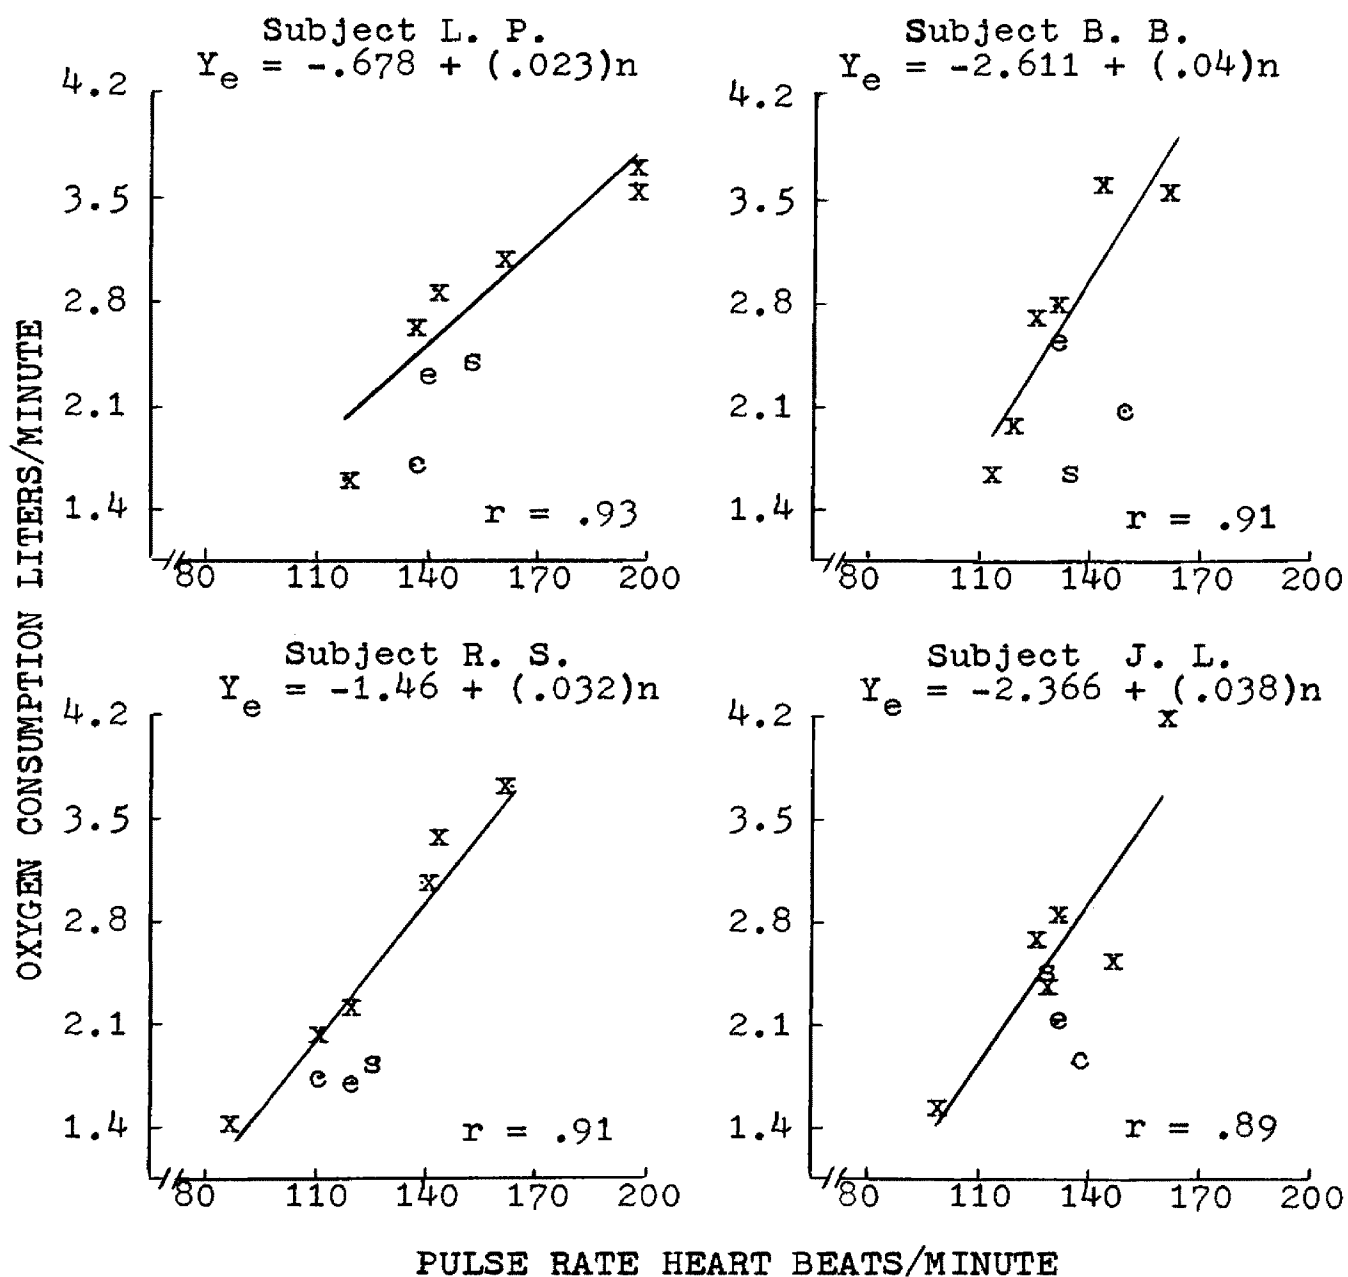 Subject L. P.
Ye = -.678 + (.023)n
4.2
3.5
2.8
2.1
1.4
X
X
X
X
X
e s
c
X
r = .93
80 110 140 170 200
Subject B. B.
Ye = -2.611 + (.04)n
4.2
3.5
2.8
2.1
1.4
X
X
X
X
e
c
X
X s
r = .91
80 110 140 170 200
Subject R. S.
Ye = -1.46 + (.032)n
4.2
3.5
2.8
2.1
1.4
X
X
X
X
X
s
c e
X
r = .91
80 110 140 170 200
Subject J. L.
Ye = -2.366 + (.038)n
4.2
3.5
2.8
2.1
1.4
X
X
X
X
s
X
e
c
X
r = .89
80 110 140 170 200
OXYGEN CONSUMPTION LITERS/MINUTE
PULSE RATE HEART BEATS/MINUTE